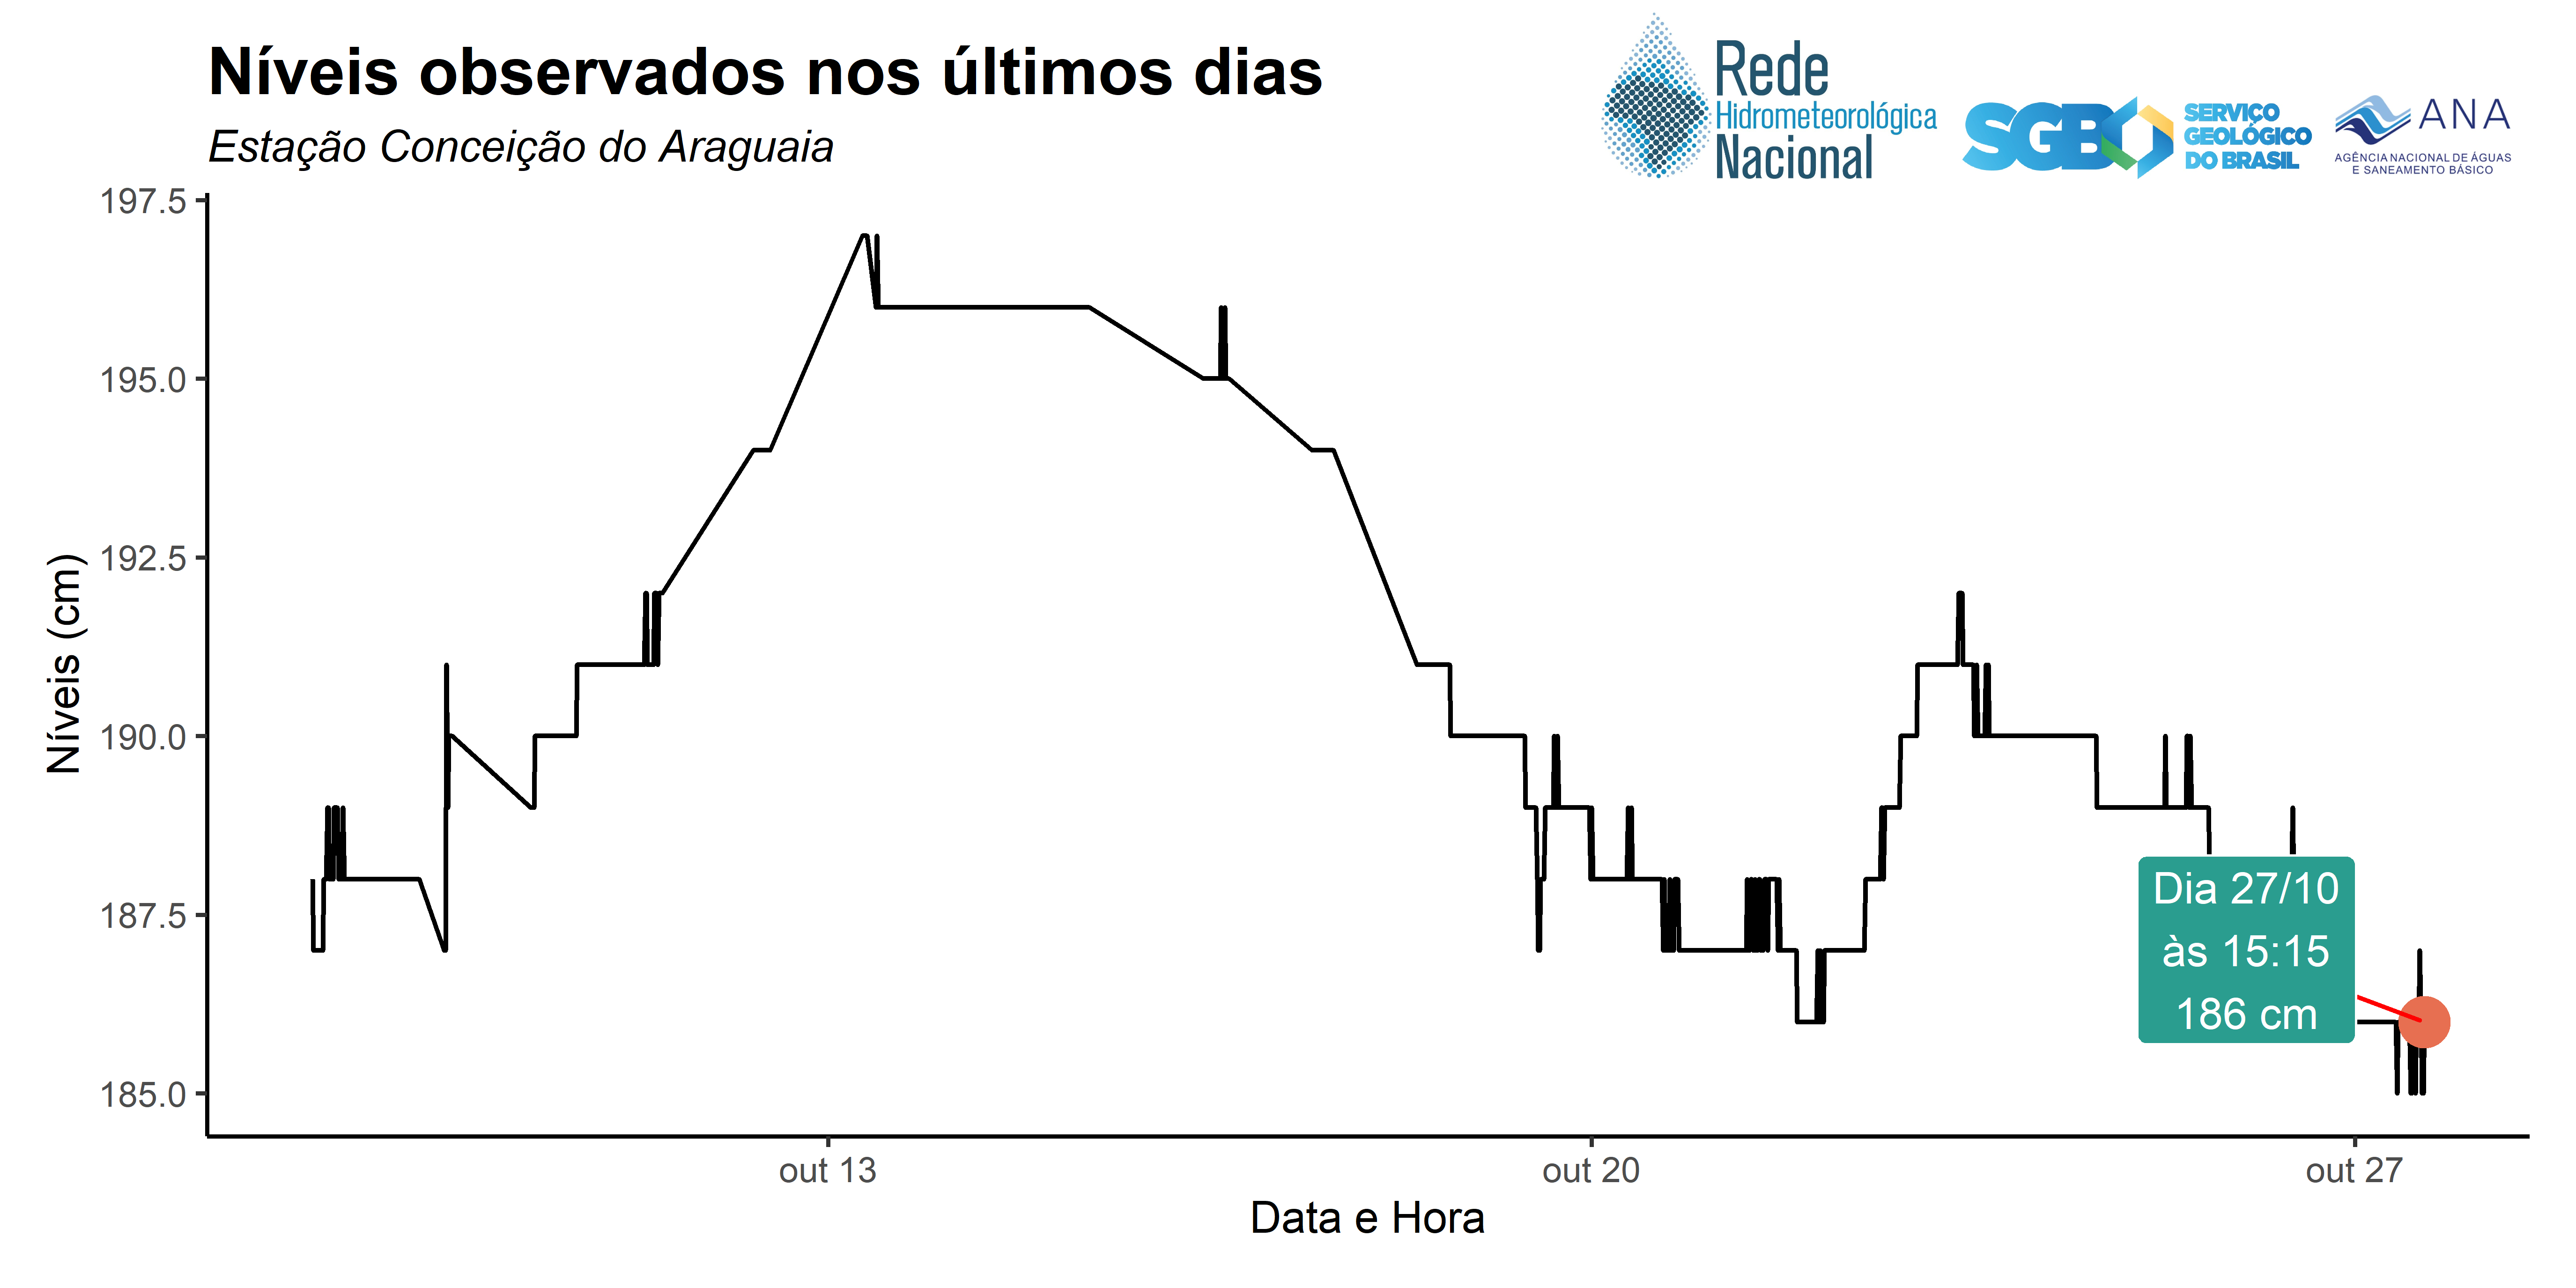 Níveis observados nos últimos dias
Estação Conceição do Araguaia
Rede
Hidrometeorológica
Nacional
SGB
SERVIÇO
GEOLÓGICO
DO BRASIL
ANA
AGÊNCIA NACIONAL DE ÁGUAS
E SANEAMENTO BÁSICO
Níveis (cm)
197.5
195.0
192.5
190.0
187.5
185.0
Dia 27/10
às 15:15
186 cm
out 13
out 20
out 27
Data e Hora